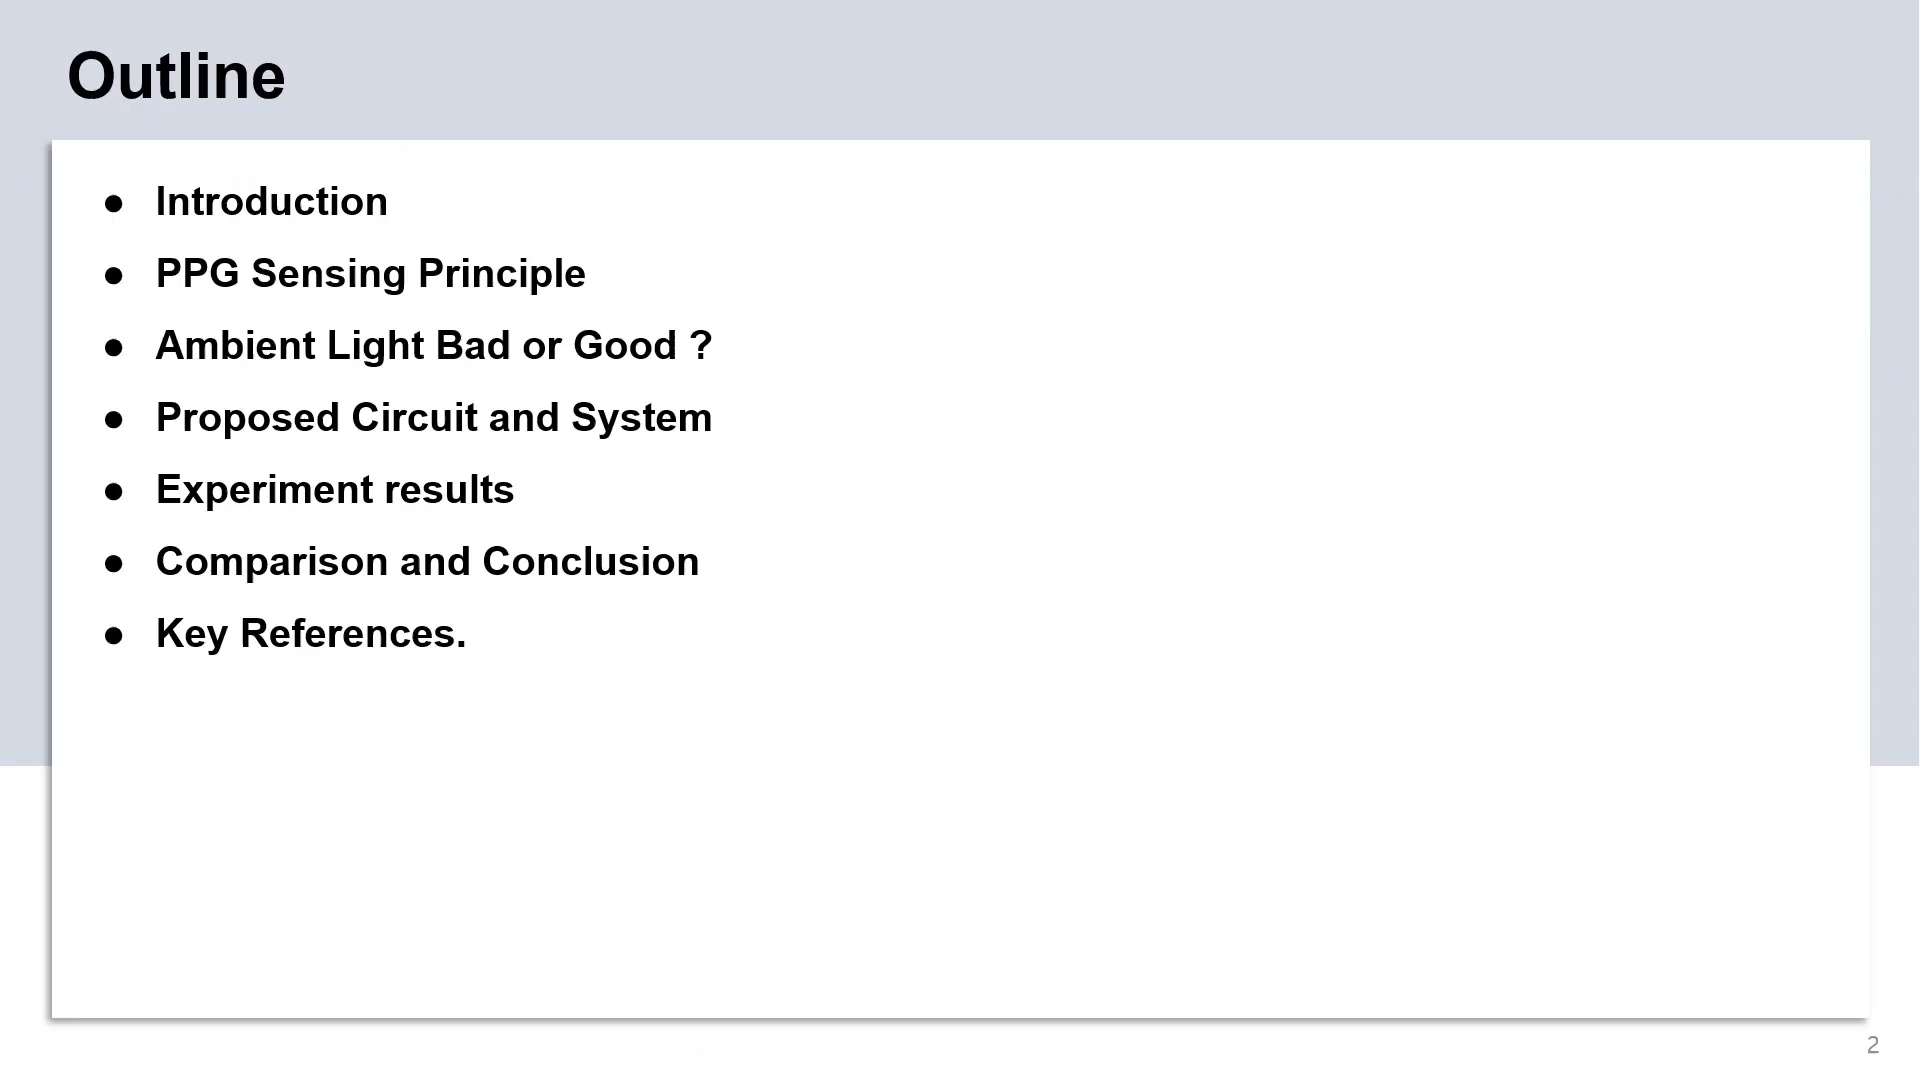 Outline
● Introduction
● PPG Sensing Principle
● Ambient Light Bad or Good ?
● Proposed Circuit and System
● Experiment results
● Comparison and Conclusion
● Key References.
2